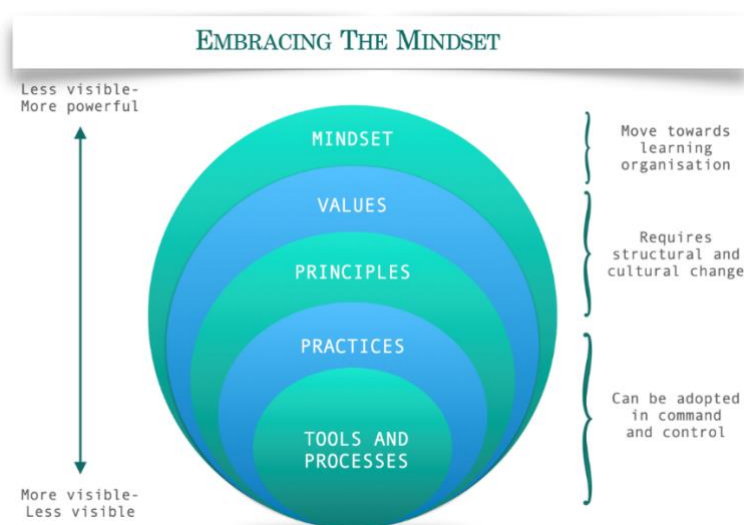 EMBRACING THE MINDSET
Less visible-
More powerful
MINDSET
Move towards
learning
organisation
VALUES
PRINCIPLES
Requires
structural and
cultural change
PRACTICES
TOOLS AND
PROCESSES
Can be adopted
in command
and control
More visible-
Less visible